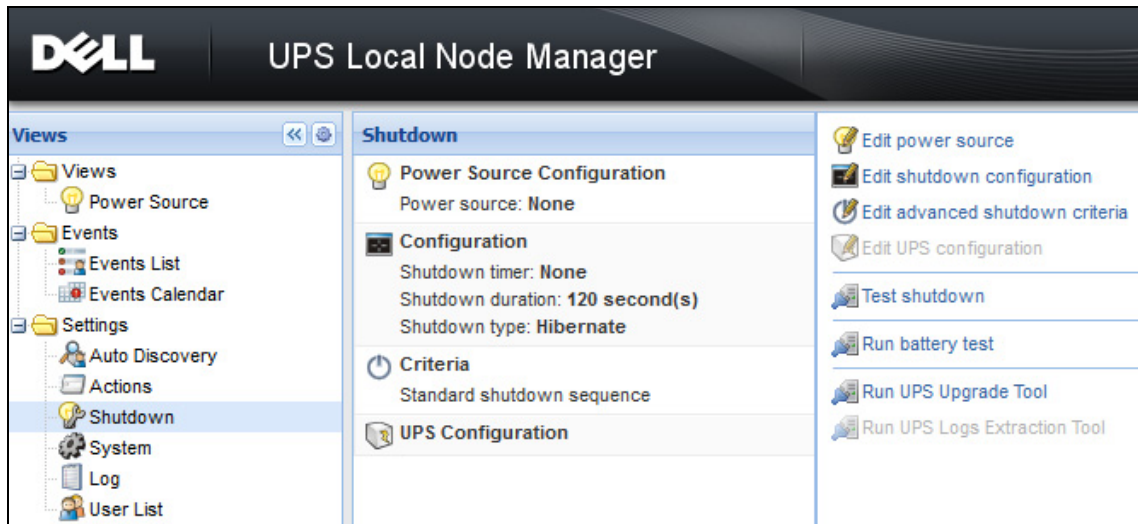 DELL
UPS Local Node Manager
Views
Views
Power Source
Events
Events List
Events Calendar
Settings
Auto Discovery
Actions
Shutdown
System
Log
User List
Shutdown
Power Source Configuration
Power source: None
Configuration
Shutdown timer: None
Shutdown duration: 120 second(s)
Shutdown type: Hibernate
Criteria
Standard shutdown sequence
UPS Configuration
Edit power source
Edit shutdown configuration
Edit advanced shutdown criteria
Edit UPS configuration
Test shutdown
Run battery test
Run UPS Upgrade Tool
Run UPS Logs Extraction Tool